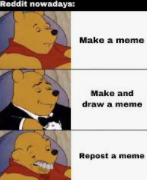 Reddit nowadays:
Make a meme
Make and
draw a meme
Repost a meme